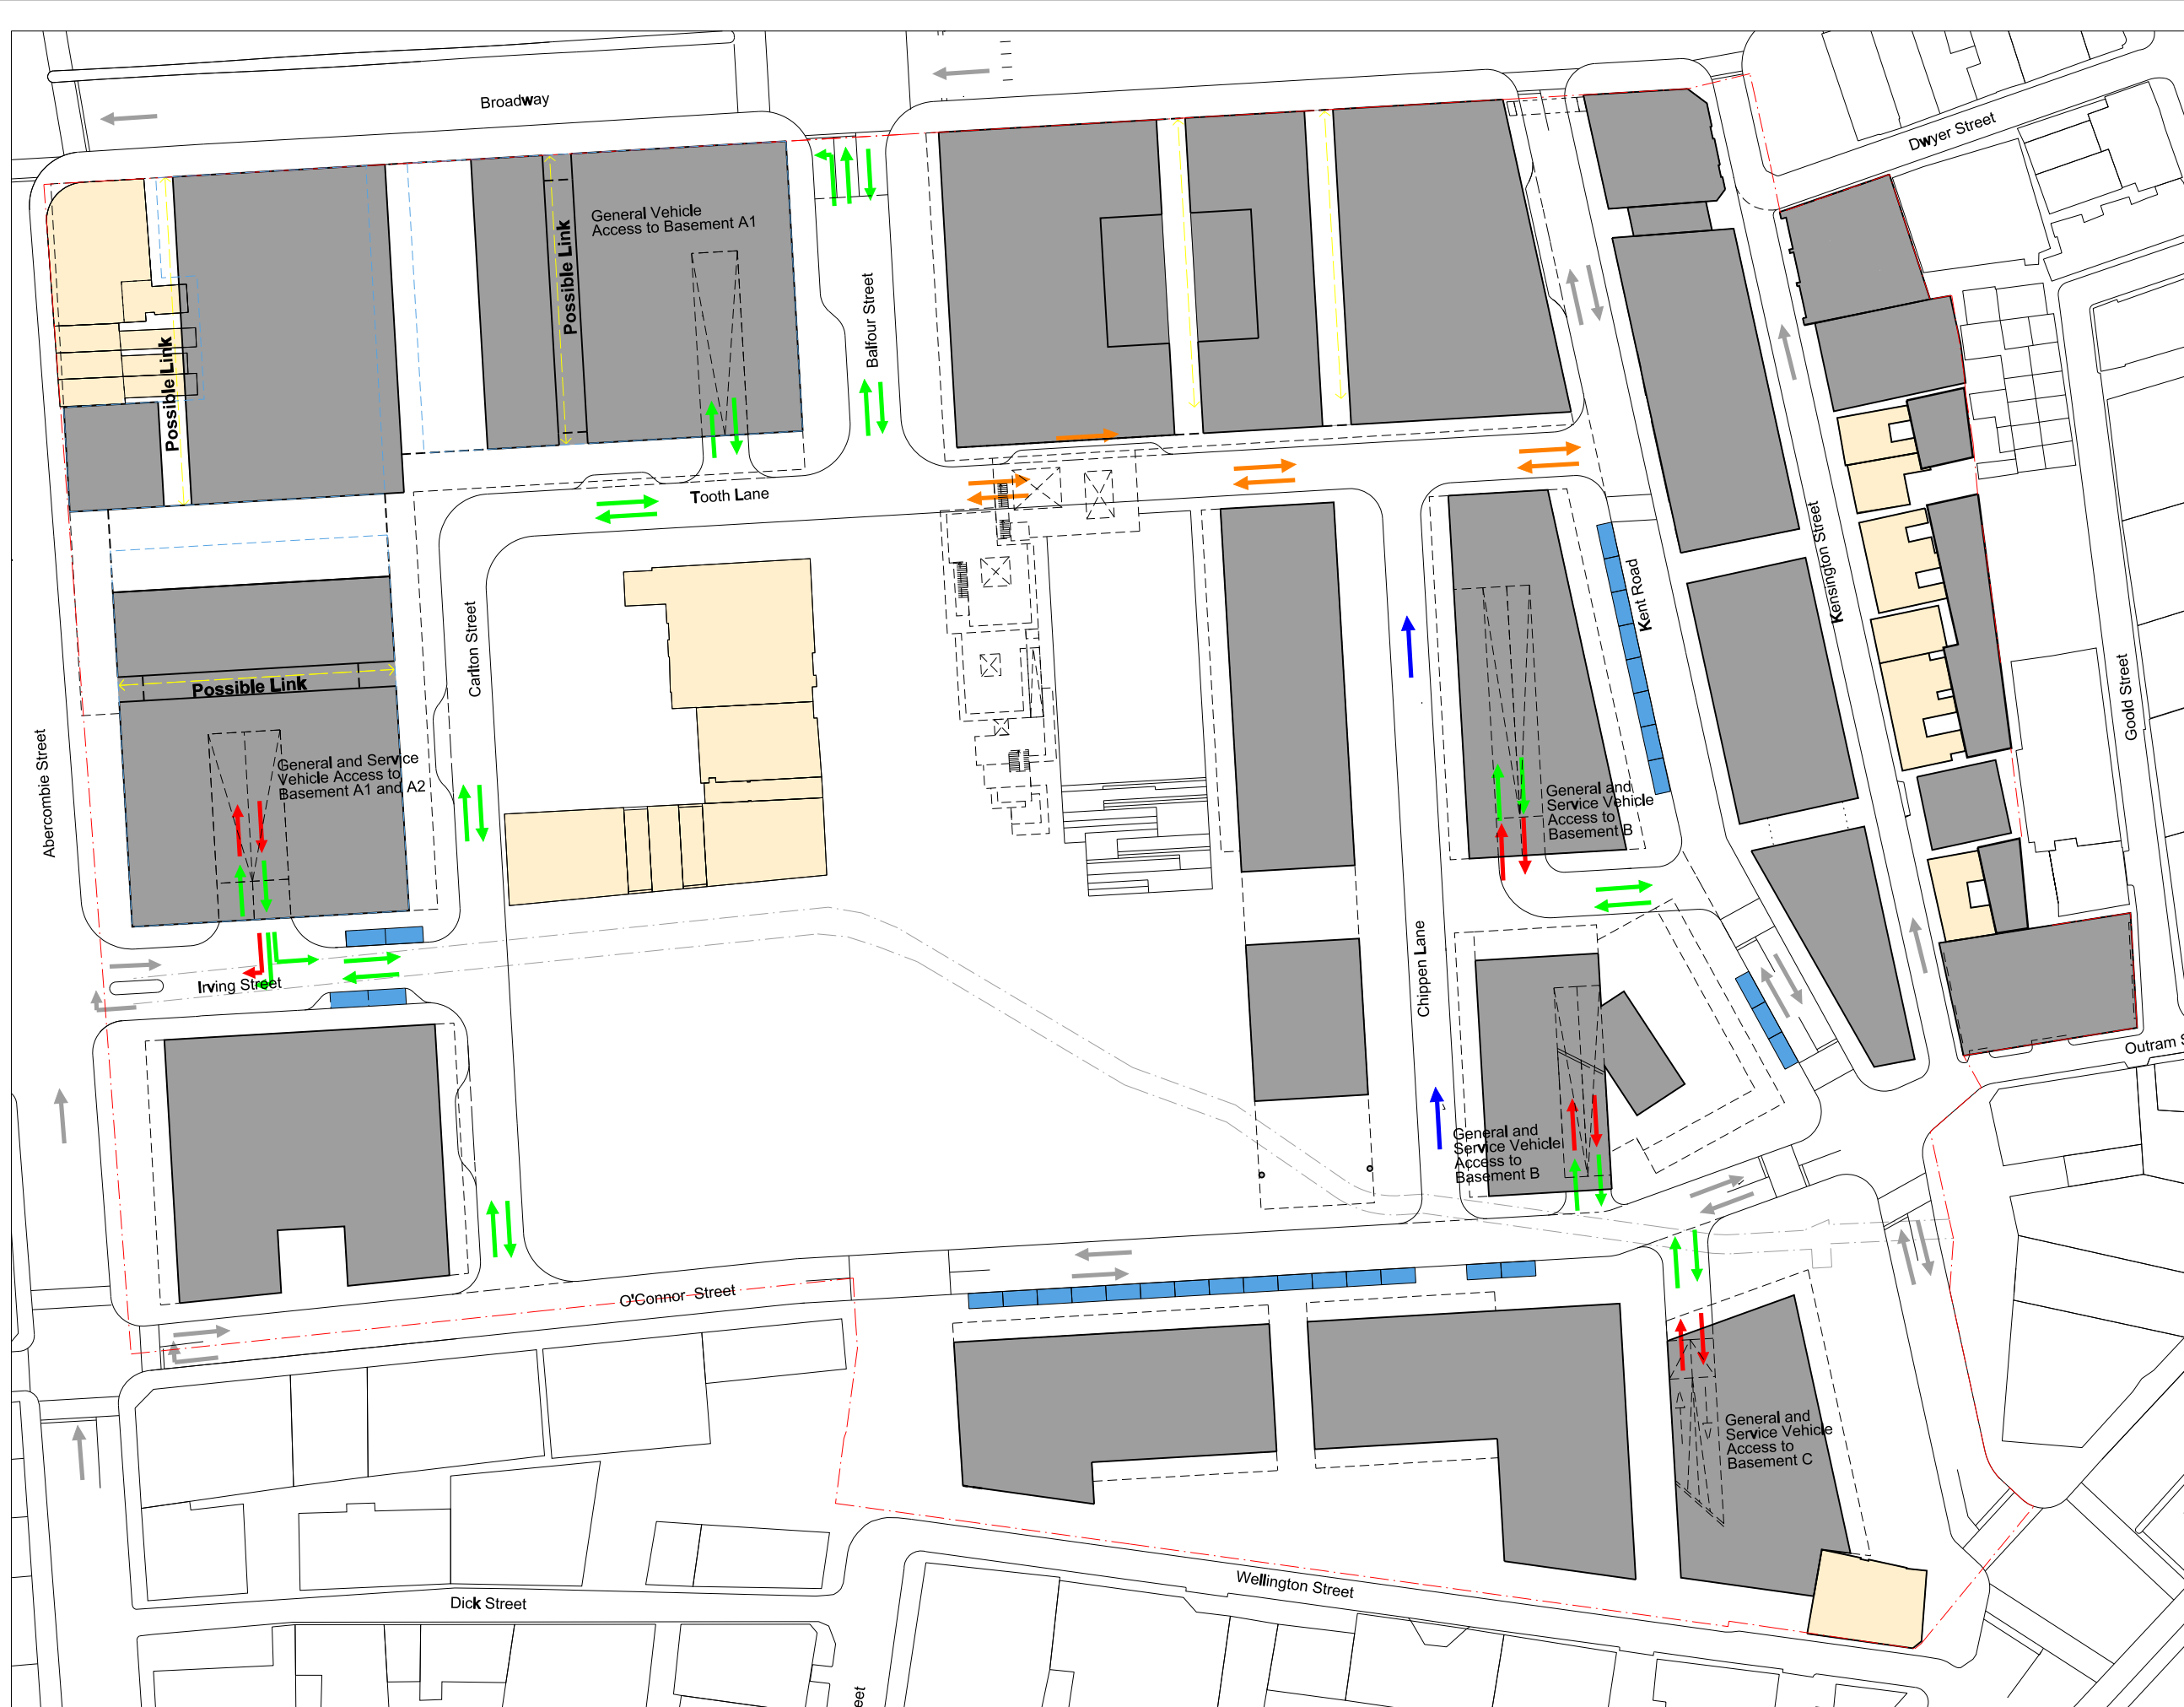 Broadway
Dwyer Street
General Vehicle
Access to Basement A1
Possible Link
Balfour Street
Possible Link
Tooth Lane
Kensington Street
Kent Road
Carlton Street
Goold Street
Possible Link
General and Service
Vehicle Access to
Basement A1 and A2
Abercombie Street
General and
Service Vehicle
Access to
Basement B
Chippen Lane
Irving Street
Outram S
General and
Service Vehicle
Access to
Basement B
O'Connor Street
General and
Service Vehicle
Access to
Basement C
Wellington Street
Dick Street
eet